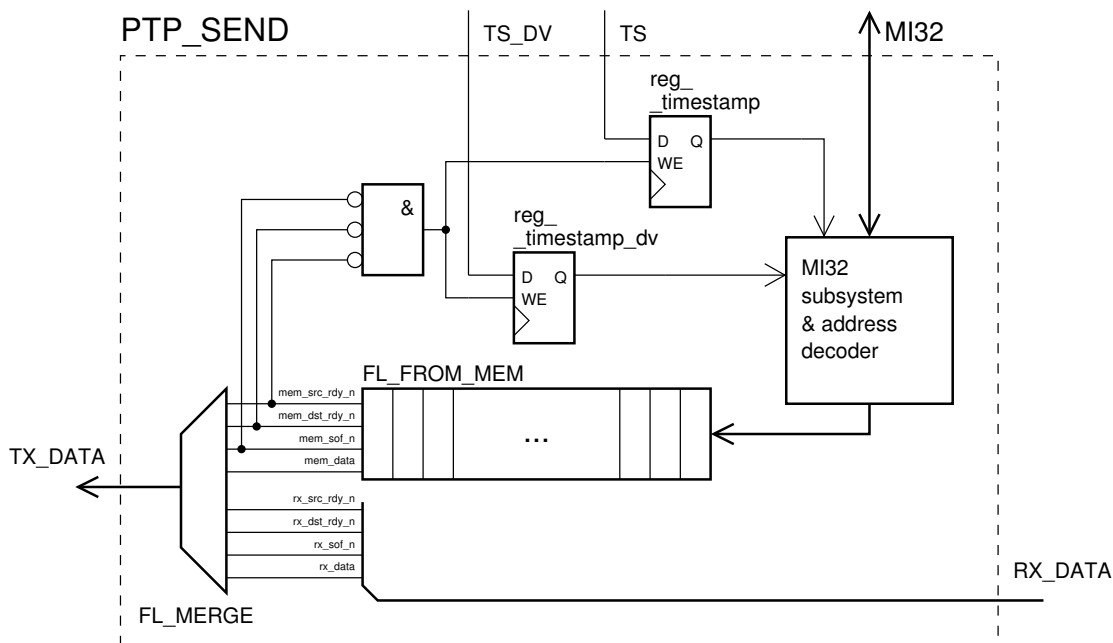 PTP_SEND
TS_DV
TS
MI32
reg_
_timestamp
D Q
WE
&
reg_
_timestamp_dv
D Q
WE
MI32
subsystem
& address
decoder
FL_FROM_MEM
mem_src_rdy_n
mem_dst_rdy_n
mem_sof_n
mem_data
...
TX_DATA
rx_src_rdy_n
rx_dst_rdy_n
rx_sof_n
rx_data
RX_DATA
FL_MERGE